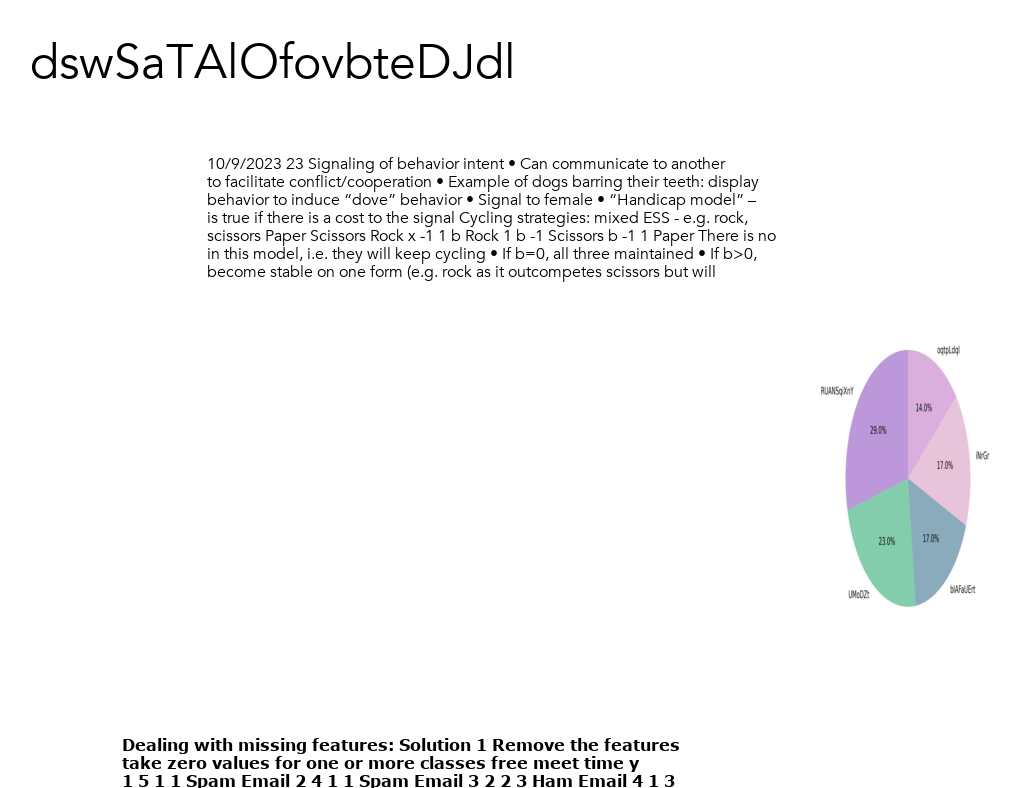 dswSaTAlOfovbteDJdl
10/9/2023 23 Signaling of behavior intent • Can communicate to another
to facilitate conflict/cooperation • Example of dogs barring their teeth: display
behavior to induce “dove” behavior • Signal to female • “Handicap model” –
is true if there is a cost to the signal Cycling strategies: mixed ESS - e.g. rock,
scissors Paper Scissors Rock x -1 1 b Rock 1 b -1 Scissors b -1 1 Paper There is no
in this model, i.e. they will keep cycling • If b=0, all three maintained • If b>0,
become stable on one form (e.g. rock as it outcompetes scissors but will
oqtpLdql
RUANSqiXnY
14.0%
29.0%
iNrGr
17.0%
23.0%
17.0%
UMoDZt
bIAFaUErt
Dealing with missing features: Solution 1 Remove the features
take zero values for one or more classes free meet time y
1 5 1 1 Spam Email 2 4 1 1 Spam Email 3 2 2 3 Ham Email 4 1 3